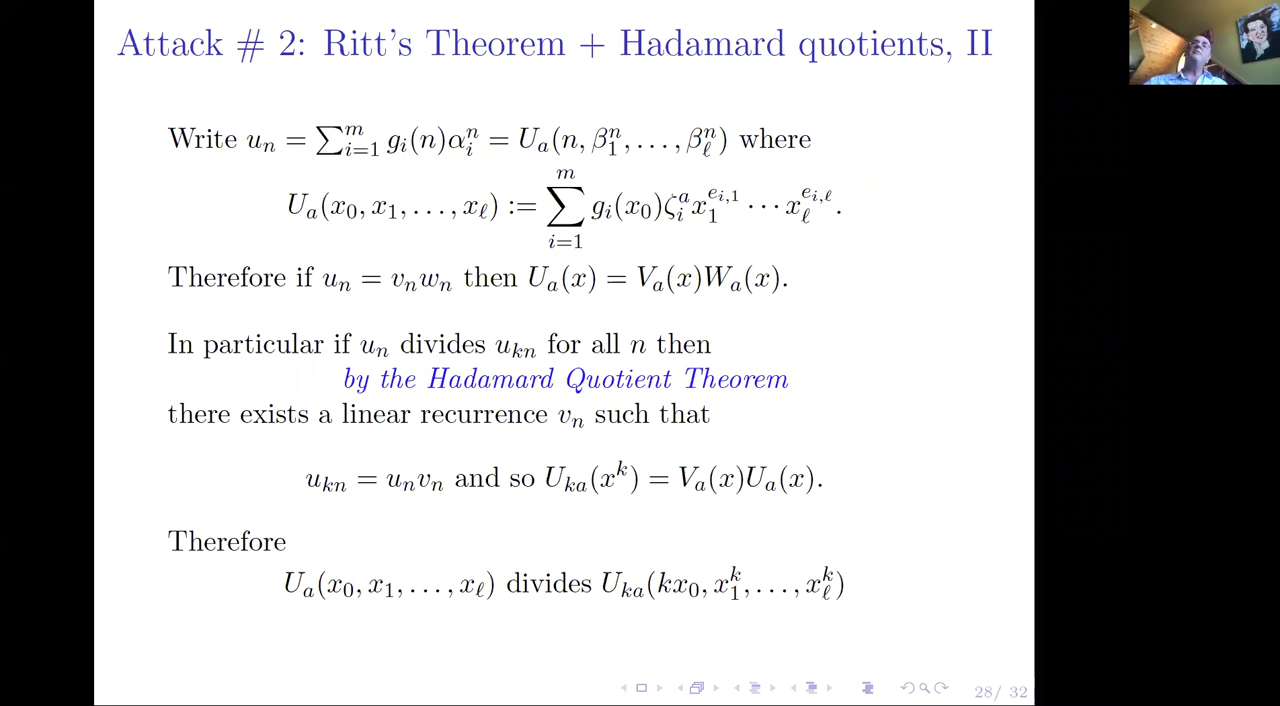 Attack # 2: Ritt's Theorem + Hadamard quotients, II
Write $u_n = \sum_{i=1}^{m} g_i(n)\alpha_i^n = U_a(n, \beta_1^n, \ldots, \beta_\ell^n)$ where
$U_a(x_0, x_1, \ldots, x_\ell) := \sum_{i=1}^{m} g_i(x_0)\zeta_i^a x_1^{e_{i,1}} \cdots x_\ell^{e_{i,\ell}}.$
Therefore if $u_n = v_n w_n$ then $U_a(x) = V_a(x)W_a(x).$
In particular if $u_n$ divides $u_{kn}$ for all $n$ then
by the Hadamard Quotient Theorem
there exists a linear recurrence $v_n$ such that
$u_{kn} = u_n v_n$ and so $U_{ka}(x^k) = V_a(x)U_a(x).$
Therefore
$U_a(x_0, x_1, \ldots, x_\ell)$ divides $U_{ka}(kx_0, x_1^k, \ldots, x_\ell^k)$
28/ 32